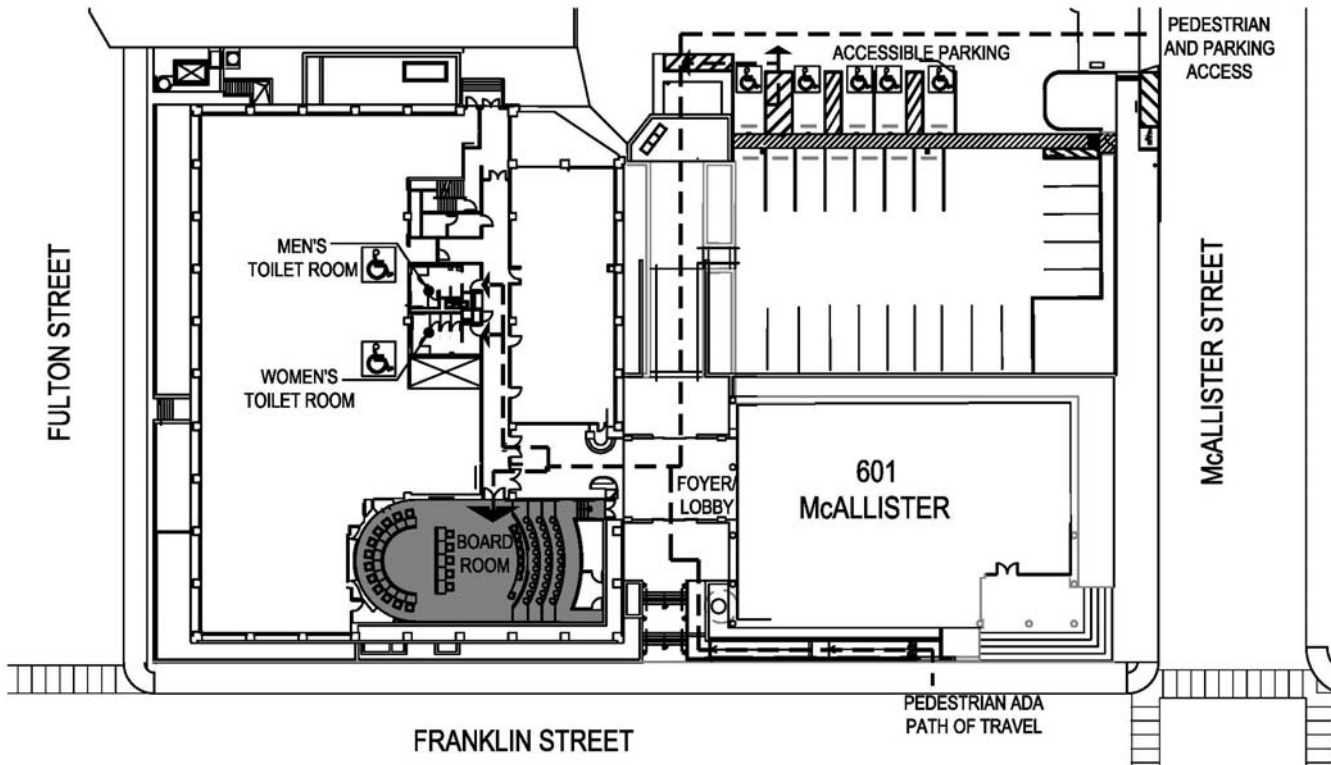 PEDESTRIAN
AND PARKING
ACCESS
ACCESSIBLE PARKING
MEN'S
TOILET ROOM
WOMEN'S
TOILET ROOM
FULTON STREET
McALLISTER STREET
FOYER/
LOBBY
601
McALLISTER
BOARD
ROOM
PEDESTRIAN ADA
PATH OF TRAVEL
FRANKLIN STREET